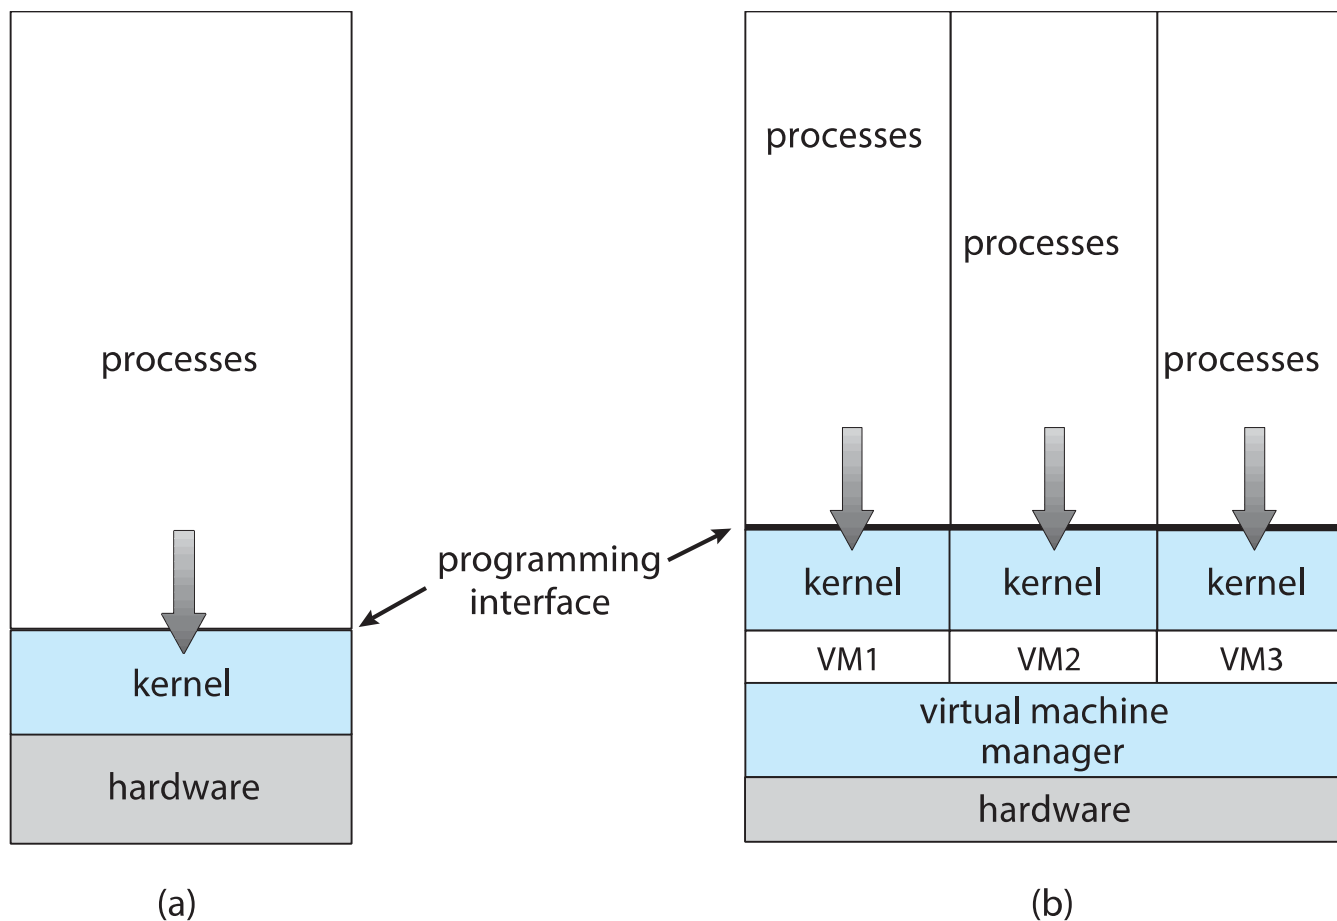 processes
kernel
hardware
(a)
programming
interface
processes
processes
processes
kernel
kernel
kernel
VM1
VM2
VM3
virtual machine
manager
hardware
(b)